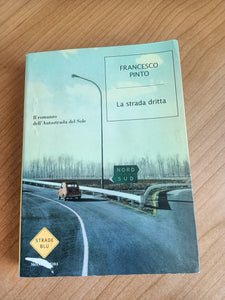 FRANCESCO
PINTO
La strada dritta
Il romanzo
dell'Autostrada del Sole
NORD
SUD
STRADE
BLU